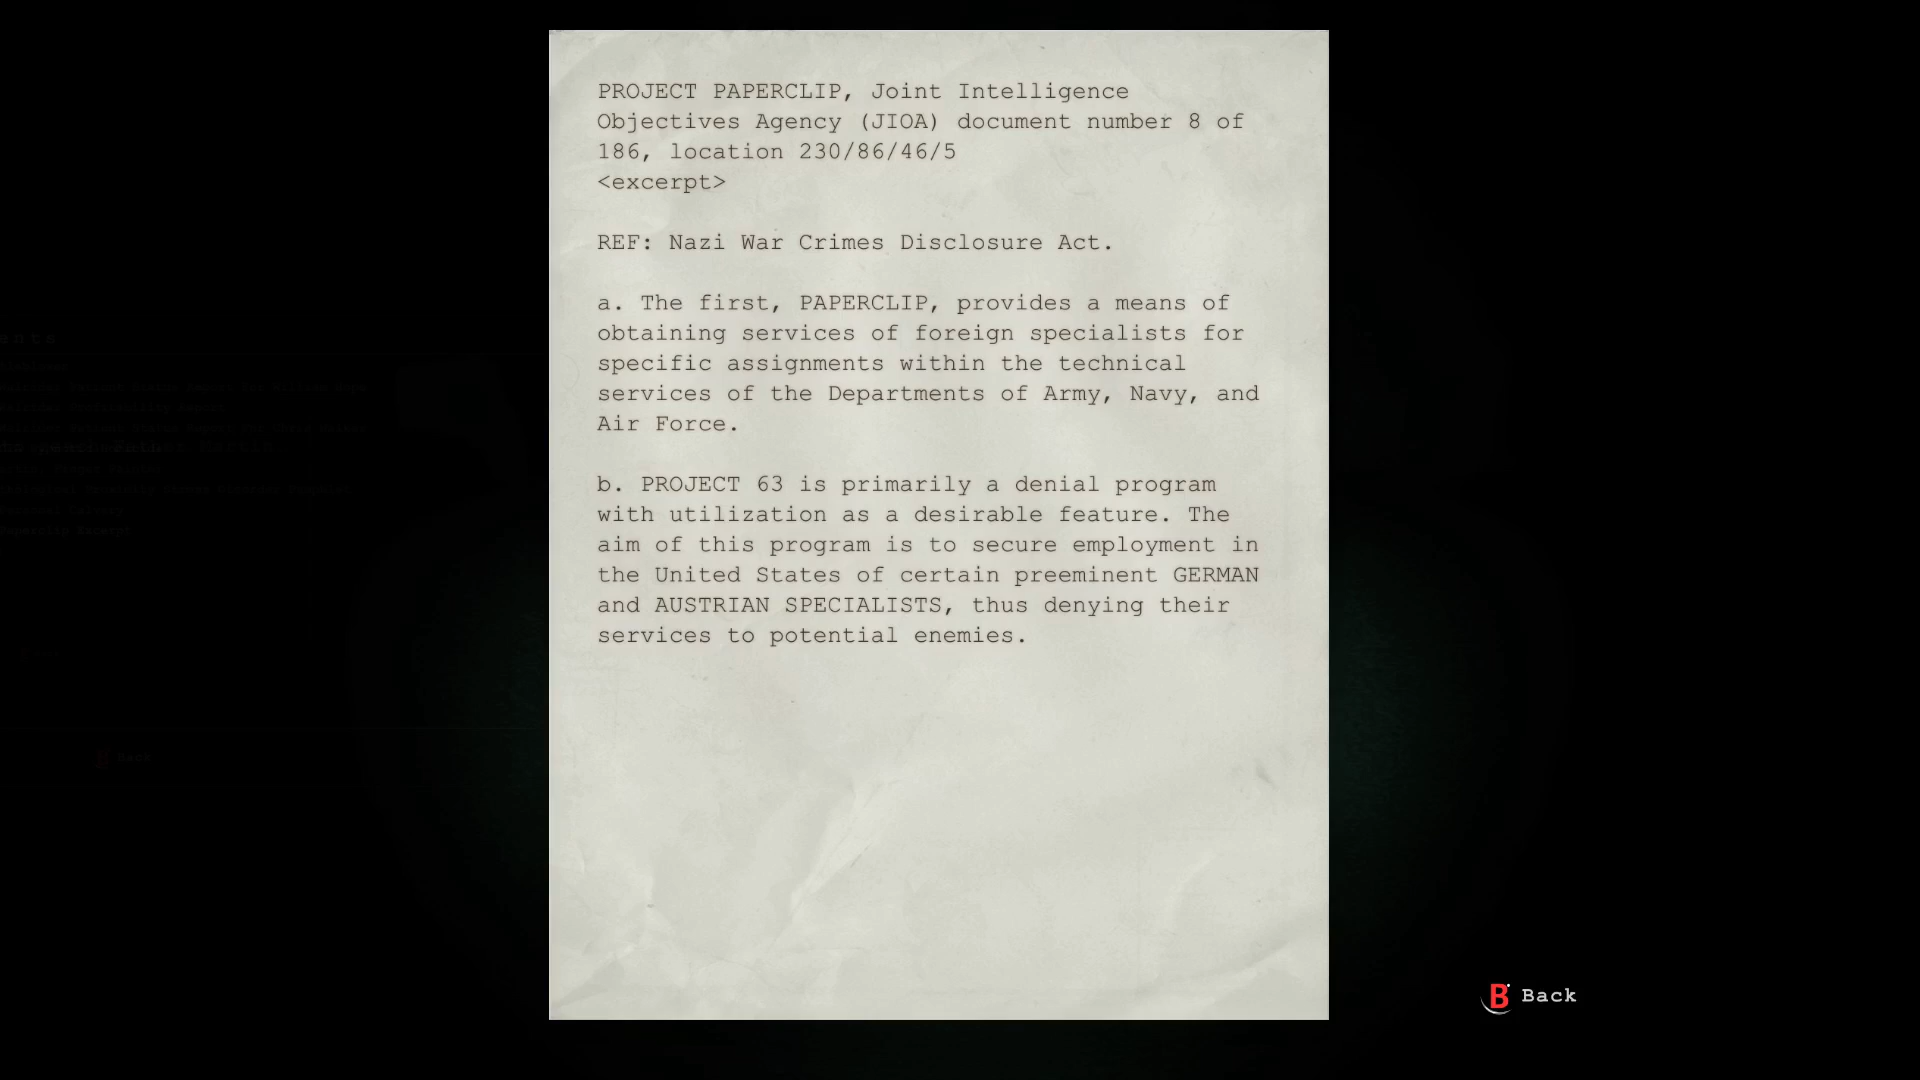 PROJECT PAPERCLIP, Joint Intelligence
Objectives Agency (JIOA) document number 8 of
186, location 230/86/46/5
<excerpt>
REF: Nazi War Crimes Disclosure Act.
a. The first, PAPERCLIP, provides a means of
obtaining services of foreign specialists for
specific assignments within the technical
services of the Departments of Army, Navy, and
Air Force.
b. PROJECT 63 is primarily a denial program
with utilization as a desirable feature. The
aim of this program is to secure employment in
the United States of certain preeminent GERMAN
and AUSTRIAN SPECIALISTS, thus denying their
services to potential enemies.
B Back